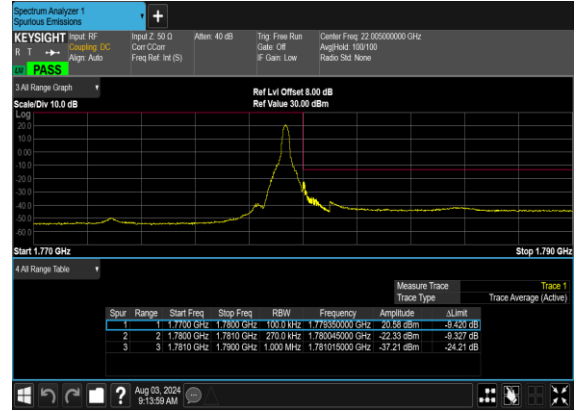 Spectrum Analyzer 1
Spurious Emissions
+
KEYSIGHT Input: RF Input Z: 50 Ω Atten: 40 dB Trig: Free Run Center Freq: 22.005000000 GHz
R T Coupling: DC Corr CCorr Gate: Off Avg|Hold: 100/100
Align: Auto Freq Ref: Int (S) IF Gain: Low Radio Std: None
LNI PASS
3 All Range Graph
Ref Lvl Offset 8.00 dB
Scale/Div 10.0 dB Ref Value 30.00 dBm
Log
20.0
10.0
0.00
-10.0
-20.0
-30.0
-40.0
-50.0
-60.0
Start 1.770 GHz Stop 1.790 GHz
4 All Range Table
Measure Trace Trace 1
Trace Type Trace Average (Active)
Spur Range Start Freq Stop Freq RBW Frequency Amplitude ΔLimit
1 1 1.7700 GHz 1.7800 GHz 100.0 kHz 1.779350000 GHz 20.58 dBm -9.420 dB
2 2 1.7800 GHz 1.7810 GHz 270.0 kHz 1.780045000 GHz -22.33 dBm -9.327 dB
3 3 1.7810 GHz 1.7900 GHz 1.000 MHz 1.781015000 GHz -37.21 dBm -24.21 dB
? Aug 03, 2024
9:13:59 AM